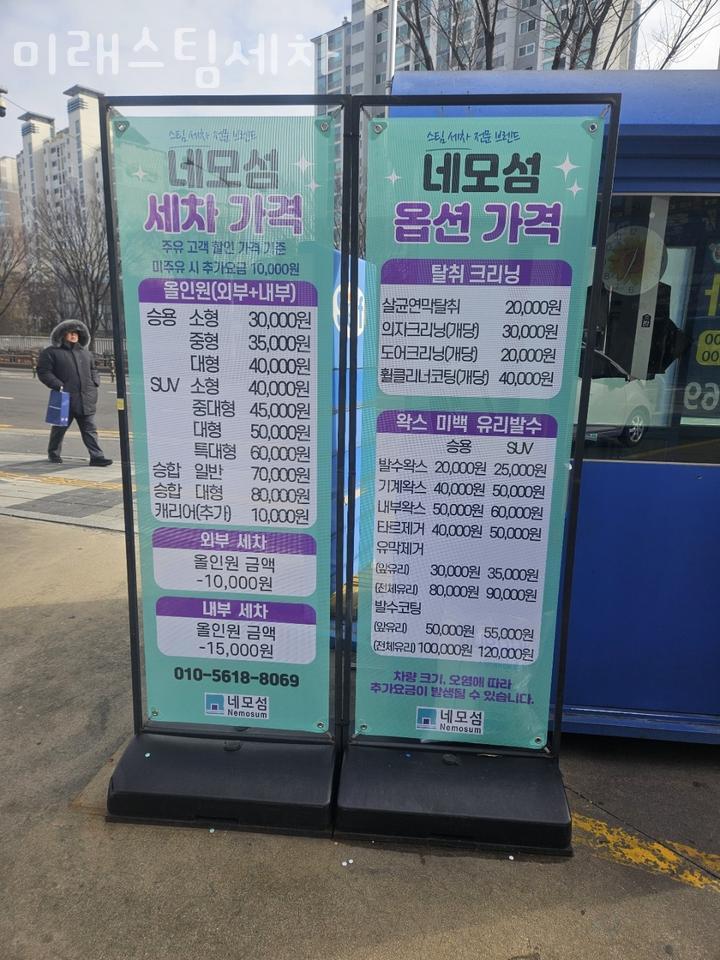 미래스팀세차
스팀 세차 전문 브랜드
네모섬
세차 가격
주유 고객 할인 가격 기준
미주유 시 추가요금 10,000원
올인원(외부+내부)
승용 소형 30,000원
중형 35,000원
대형 40,000원
SUV 소형 40,000원
중대형 45,000원
대형 50,000원
특대형 60,000원
승합 일반 70,000원
승합 대형 80,000원
캐리어(추가) 10,000원
외부 세차
올인원 금액
-10,000원
내부 세차
올인원 금액
-15,000원
010-5618-8069
네모섬
Nemosum
스팀 세차 전문 브랜드
네모섬
옵션 가격
탈취 크리닝
살균연막탈취 20,000원
의자크리닝(개당) 30,000원
도어크리닝(개당) 20,000원
휠클리너코팅(개당) 40,000원
왁스 미백 유리발수
승용 SUV
발수왁스 20,000원 25,000원
기계왁스 40,000원 50,000원
내부왁스 50,000원 60,000원
타르제거 40,000원 50,000원
유막제거
(앞유리) 30,000원 35,000원
(전체유리) 80,000원 90,000원
발수코팅
(앞유리) 50,000원 55,000원
(전체유리) 100,000원 120,000원
차량 크기, 오염에 따라
추가요금이 발생될 수 있습니다.
네모섬
Nemosum